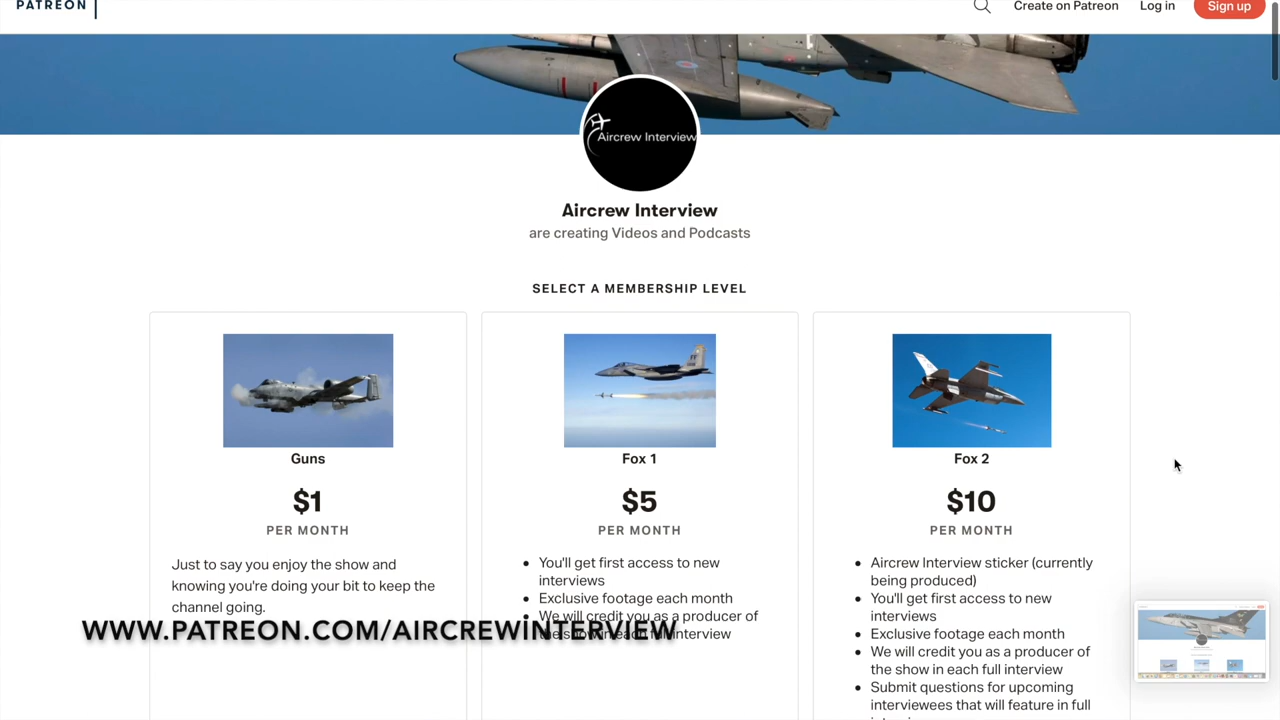 PATREON
Create on Patreon
Log in
Sign up
Aircrew Interview
Aircrew Interview
are creating Videos and Podcasts
SELECT A MEMBERSHIP LEVEL
Guns
$1
PER MONTH
Just to say you enjoy the show and
knowing you're doing your bit to keep the
channel going.
Fox 1
$5
PER MONTH
You'll get first access to new
interviews
Exclusive footage each month
We will credit you as a producer of
the show in each full interview
Fox 2
$10
PER MONTH
Aircrew Interview sticker (currently
being produced)
You'll get first access to new
interviews
Exclusive footage each month
We will credit you as a producer of
the show in each full interview
Submit questions for upcoming
interviewees that will feature in full
WWW.PATREON.COM/AIRCREWINTERVIEW